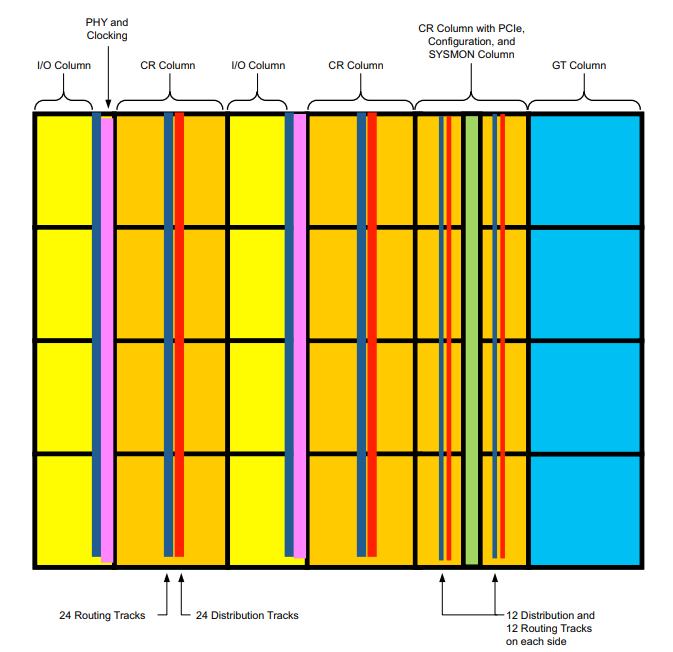 PHY and
Clocking
CR Column with PCIe,
Configuration, and
SYSMON Column
I/O Column
CR Column
I/O Column
CR Column
GT Column
24 Routing Tracks
24 Distribution Tracks
12 Distribution and
12 Routing Tracks
on each side